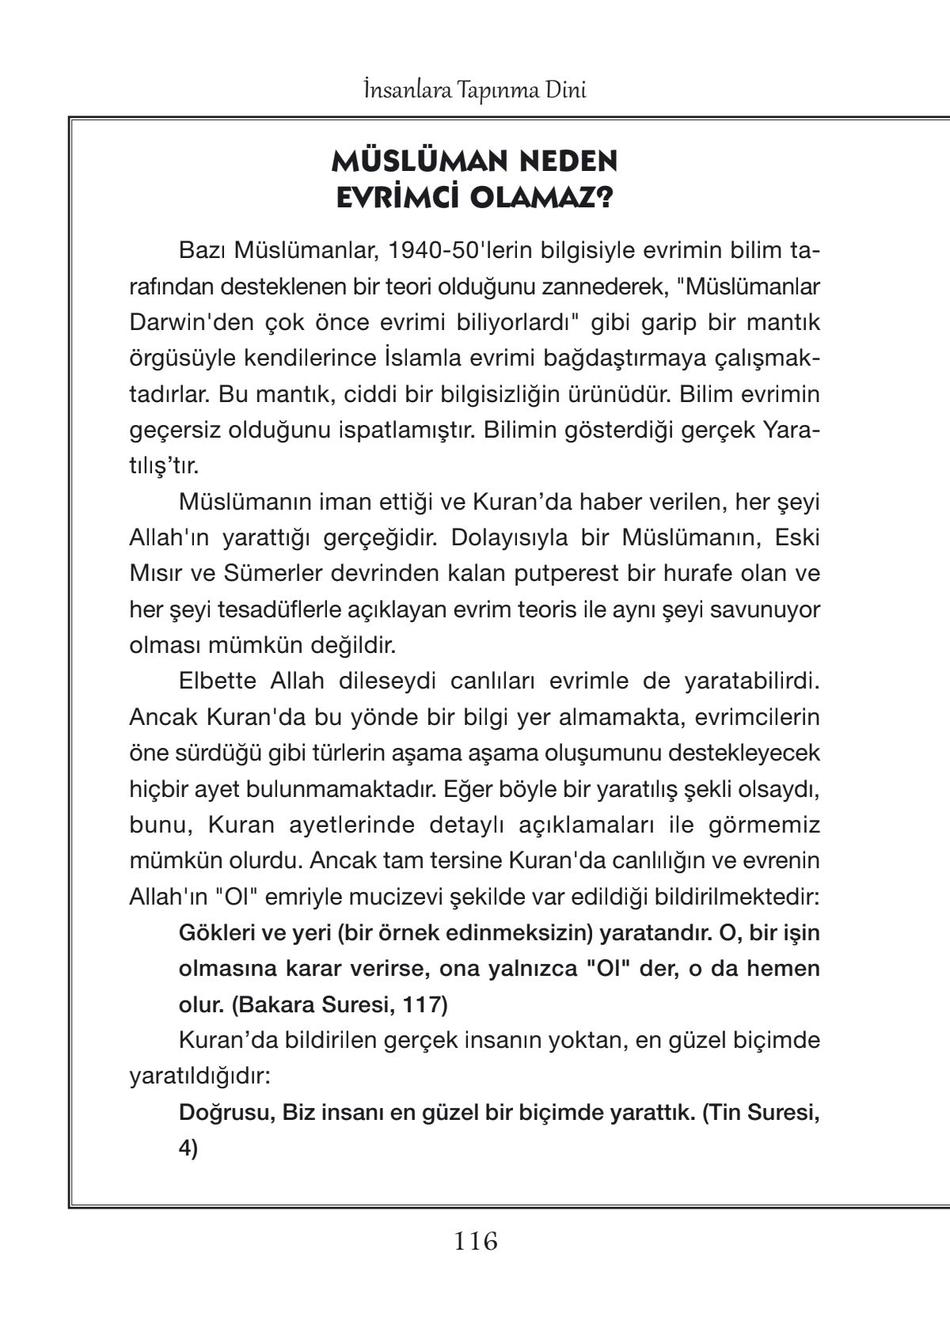 İnsanlara Tapınma Dini
MÜSLÜMAN NEDEN
EVRİMCİ OLAMAZ?
Bazı Müslümanlar, 1940-50'lerin bilgisiyle evrimin bilim ta-
rafından desteklenen bir teori olduğunu zannederek, "Müslümanlar
Darwin'den çok önce evrimi biliyorlardı" gibi garip bir mantık
örgüsüyle kendilerince İslamla evrimi bağdaştırmaya çalışmak-
tadırlar. Bu mantık, ciddi bir bilgisizliğin ürünüdür. Bilim evrimin
geçersiz olduğunu ispatlamıştır. Bilimin gösterdiği gerçek Yara-
tılış’tır.
Müslümanın iman ettiği ve Kuran’da haber verilen, her şeyi
Allah'ın yarattığı gerçeğidir. Dolayısıyla bir Müslümanın, Eski
Mısır ve Sümerler devrinden kalan putperest bir hurafe olan ve
her şeyi tesadüflerle açıklayan evrim teoris ile aynı şeyi savunuyor
olması mümkün değildir.
Elbette Allah dileseydi canlıları evrimle de yaratabilirdi.
Ancak Kuran'da bu yönde bir bilgi yer almamakta, evrimcilerin
öne sürdüğü gibi türlerin aşama aşama oluşumunu destekleyecek
hiçbir ayet bulunmamaktadır. Eğer böyle bir yaratılış şekli olsaydı,
bunu, Kuran ayetlerinde detaylı açıklamaları ile görmemiz
mümkün olurdu. Ancak tam tersine Kuran'da canlılığın ve evrenin
Allah'ın "Ol" emriyle mucizevi şekilde var edildiği bildirilmektedir:
Gökleri ve yeri (bir örnek edinmeksizin) yaratandır. O, bir işin
olmasına karar verirse, ona yalnızca "Ol" der, o da hemen
olur. (Bakara Suresi, 117)
Kuran’da bildirilen gerçek insanın yoktan, en güzel biçimde
yaratıldığıdır:
Doğrusu, Biz insanı en güzel bir biçimde yarattık. (Tin Suresi,
4)
116